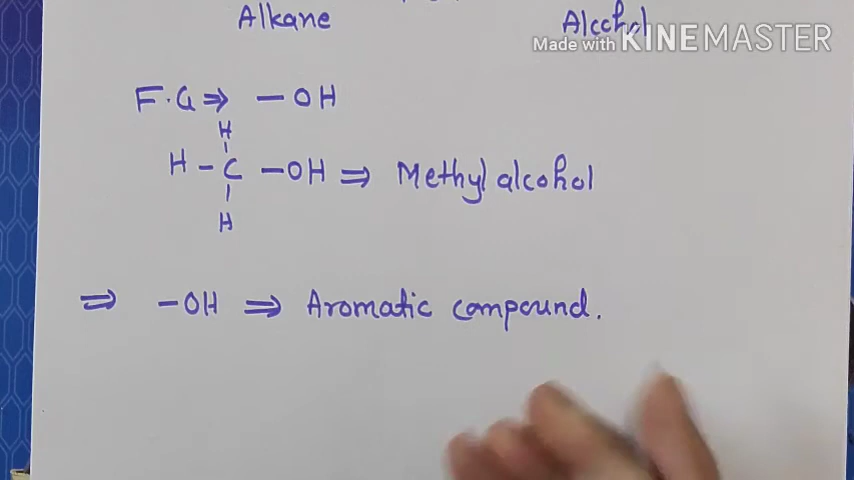 Alkane Alcohol
Made with KINEMASTER
F.G ⇒ —OH
H
H – C – OH ⇒ Methyl alcohol
H
⇒ –OH ⇒ Aromatic compound.